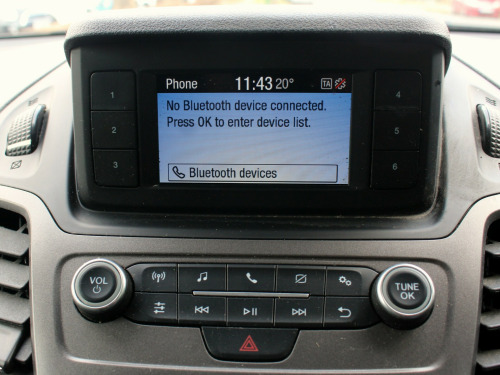 Phone 11:43 20° TA
No Bluetooth device connected.
Press OK to enter device list.
Bluetooth devices
1
2
3
4
5
6
VOL
TUNE
OK